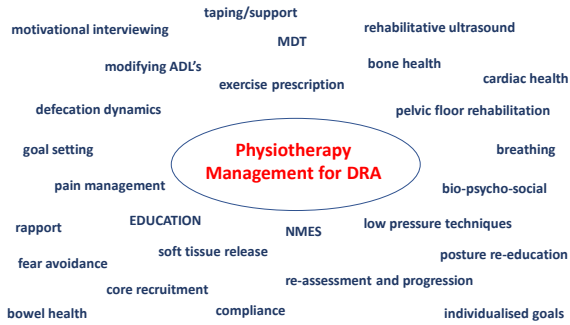 taping/support
motivational interviewing
rehabilitative ultrasound
MDT
modifying ADL's
bone health
exercise prescription
cardiac health
defecation dynamics
pelvic floor rehabilitation
goal setting
Physiotherapy
Management for DRA
breathing
pain management
bio-psycho-social
rapport
EDUCATION
NMES
low pressure techniques
soft tissue release
posture re-education
fear avoidance
re-assessment and progression
core recruitment
bowel health
compliance
individualised goals